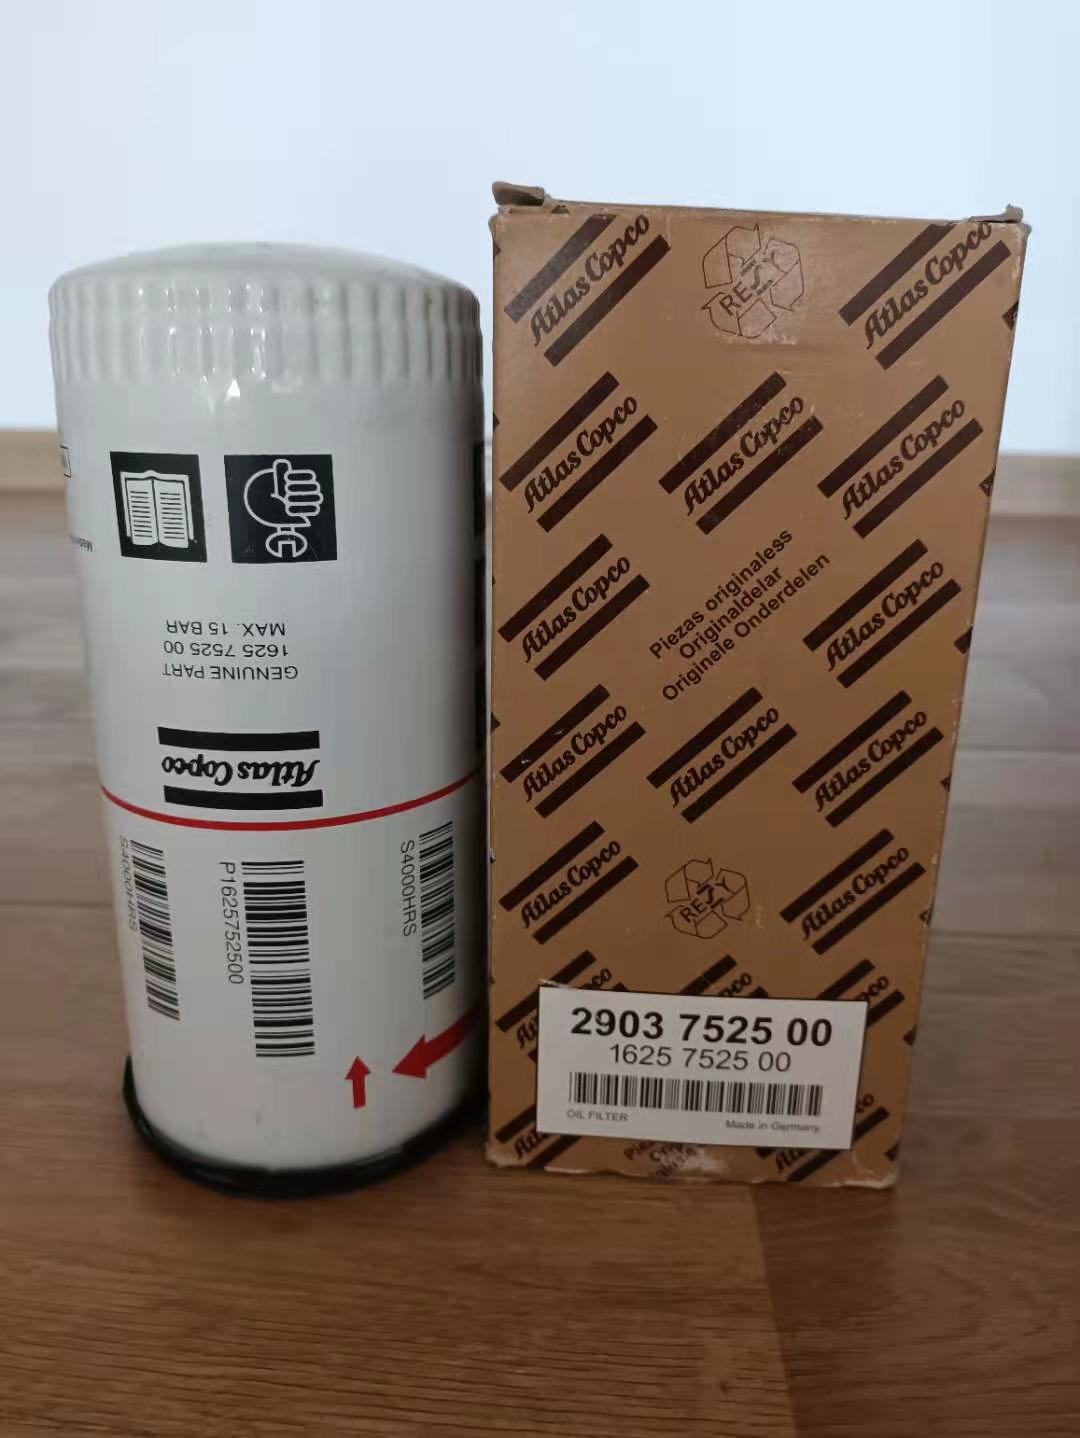 GENUINE PART
1625 7525 00
MAX. 15 BAR
Atlas Copco
S4000HRS
P1625752500
S4000HRS
Atlas Copco
RESY
Atlas Copco
Atlas Copco
Atlas Copco
Atlas Copco
Piezas originaless
Originaldelar
Originele Onderdelen
Atlas Copco
Atlas Copco
Atlas Copco
Atlas Copco
Atlas Copco
Atlas Copco
RESY
Atlas Copco
2903 7525 00
1625 7525 00
OIL FILTER
Made in Germany